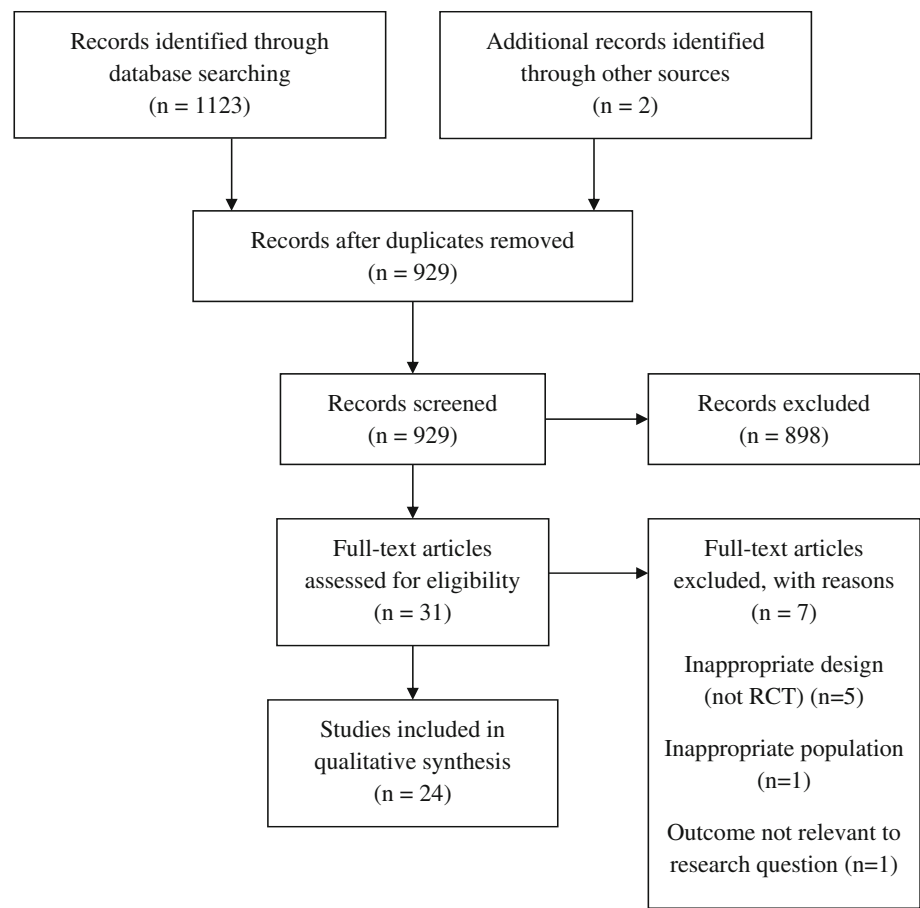 Records identified through
database searching
(n = 1123)
Additional records identified
through other sources
(n = 2)
Records after duplicates removed
(n = 929)
Records screened
(n = 929)
Records excluded
(n = 898)
Full-text articles
assessed for eligibility
(n = 31)
Full-text articles
excluded, with reasons
(n = 7)
Inappropriate design
(not RCT) (n=5)
Inappropriate population
(n=1)
Outcome not relevant to
research question (n=1)
Studies included in
qualitative synthesis
(n = 24)